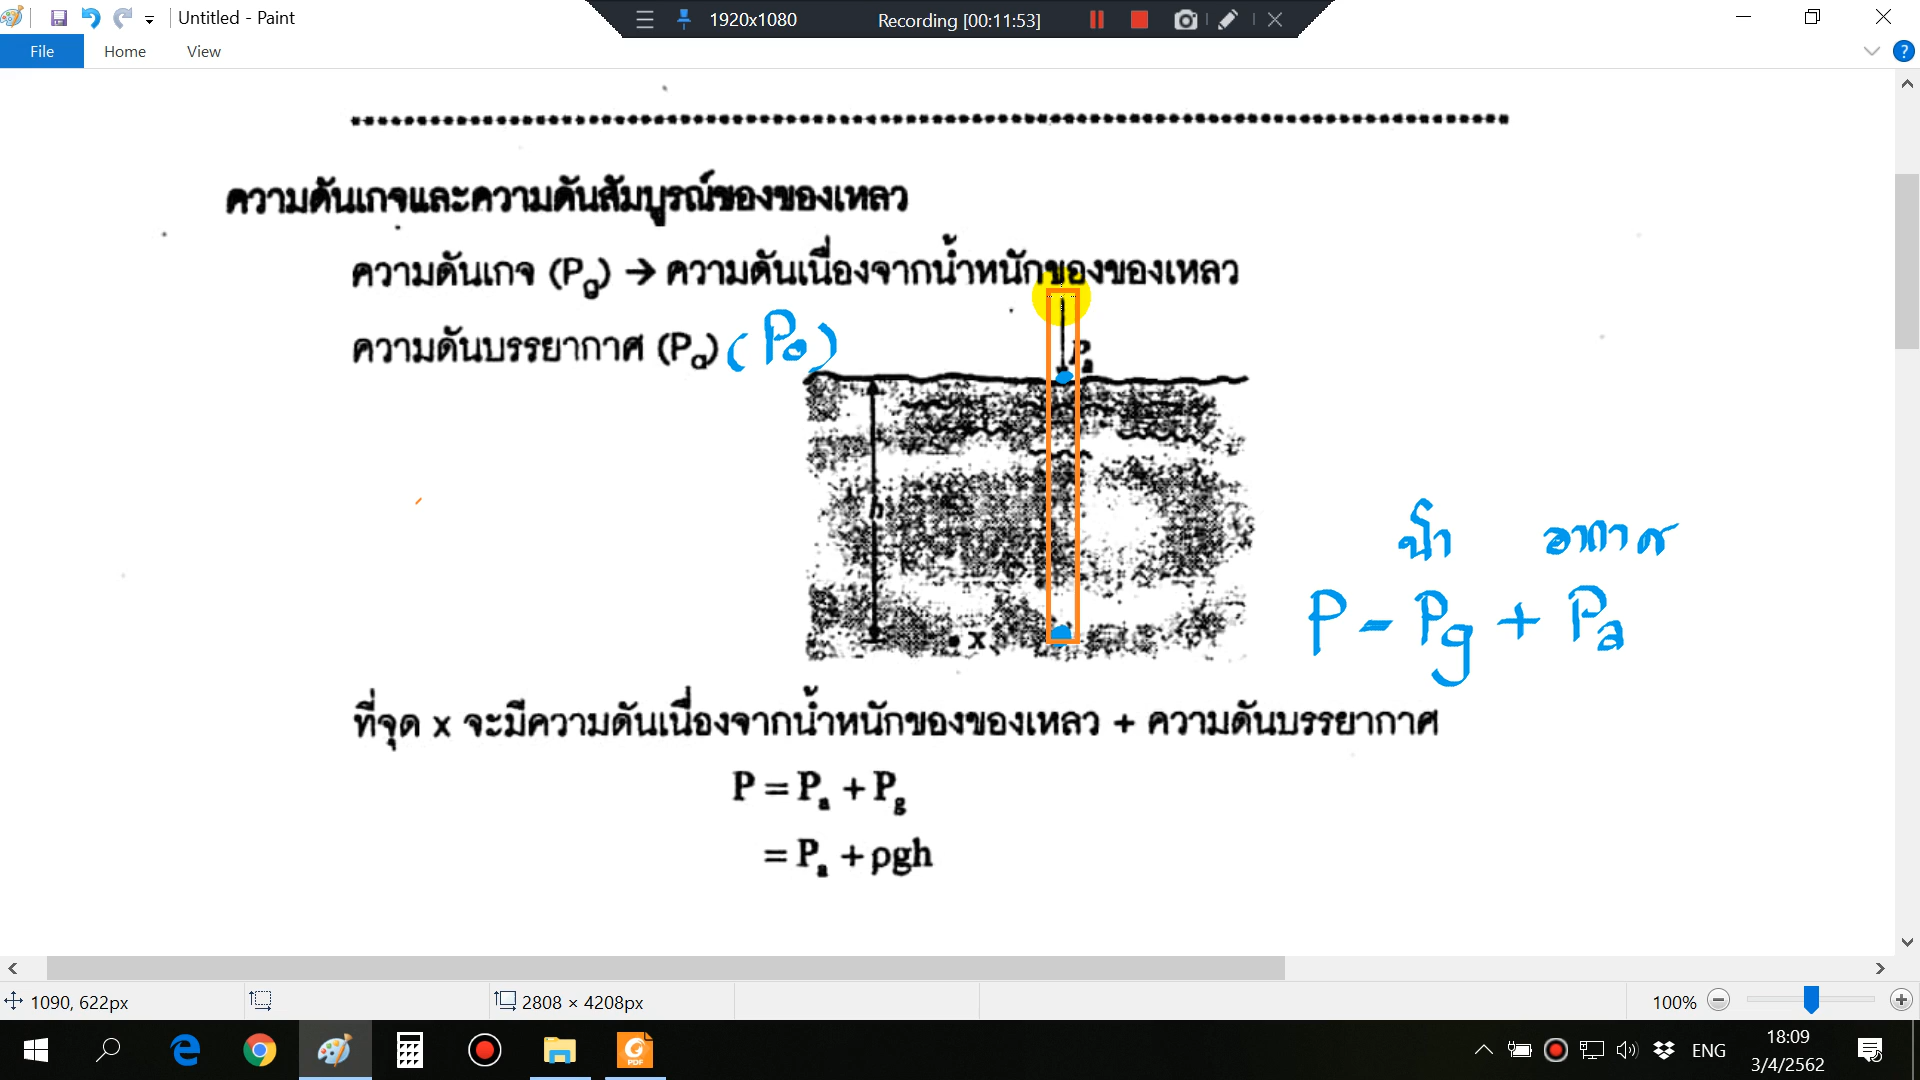 Untitled - Paint
1920x1080 Recording [00:11:53]
File Home View
ความดันเกจและความดันสัมบูรณ์ของของเหลว
ความดันเกจ (Pg) → ความดันเนื่องจากน้ำหนักของของเหลว
ความดันบรรยากาศ (Pa) (Po)
Pa
h
น้ำ อากาศ
P = Pg + Pa
x
ที่จุด x จะมีความดันเนื่องจากน้ำหนักของของเหลว + ความดันบรรยากาศ
P = Pa + Pg
= Pa + ρgh
1090, 622px 2808 × 4208px 100%
PDF
ENG
18:09
3/4/2562